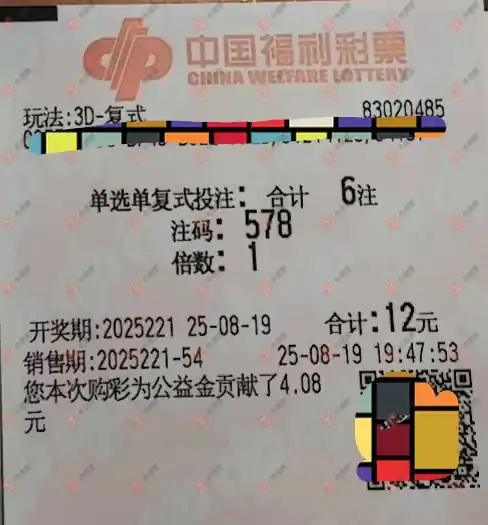 中国福利彩票
CHINA WELFARE LOTTERY
玩法:3D-复式 83020485
单选单复式投注: 合计 6注
注码: 578
倍数: 1
开奖期:2025221 25-08-19 合计:12元
销售期:2025221-54 25-08-19 19:47:53
您本次购彩为公益金贡献了4.08
元